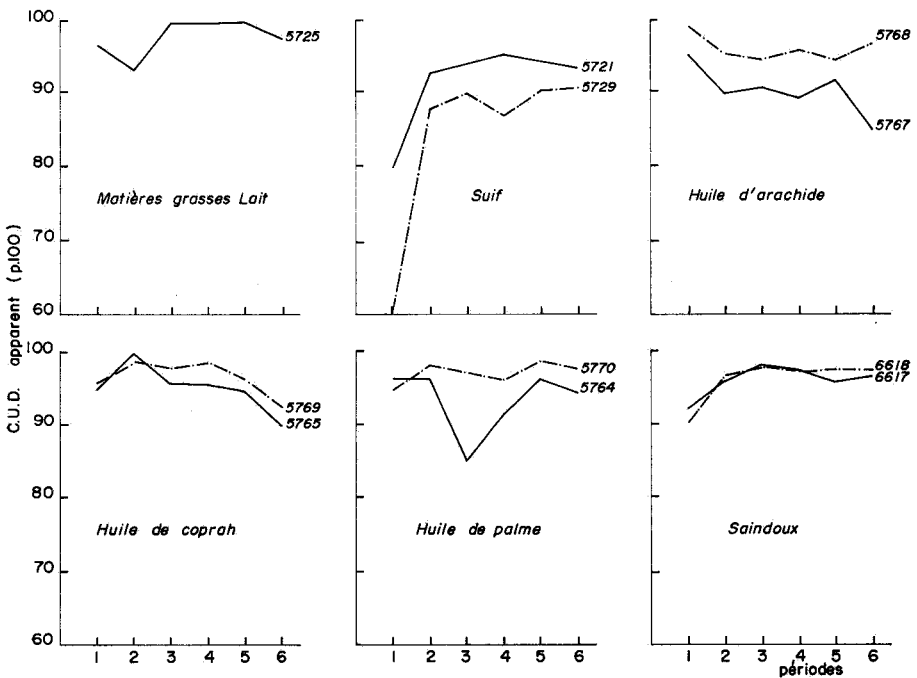 C.U.D. apparent (p.100)
100
90
80
70
60
5725
Matières grasses Lait
5721
5729
Suif
5768
5767
Huile d'arachide
100
90
80
70
60
5769
5765
Huile de coprah
5770
5764
Huile de palme
6618
6617
Saindoux
1 2 3 4 5 6
1 2 3 4 5 6
1 2 3 4 5 6
périodes